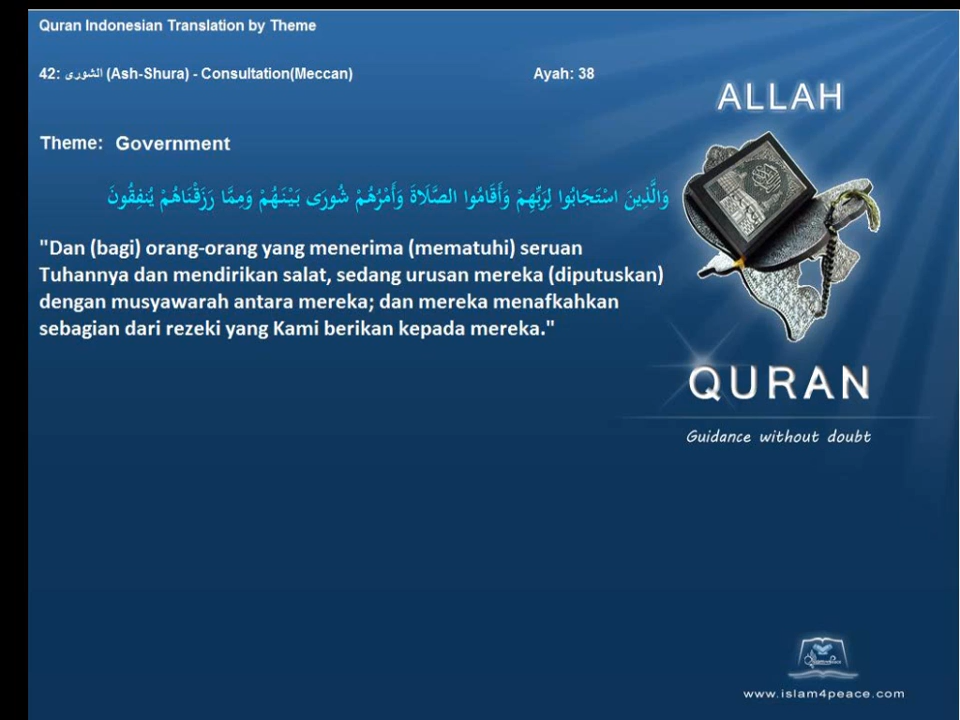 Quran Indonesian Translation by Theme
42: الشورى (Ash-Shura) - Consultation(Meccan) Ayah: 38
ALLAH
Theme: Government
وَالَّذِينَ اسْتَجَابُوا لِرَبِّهِمْ وَأَقَامُوا الصَّلَاةَ وَأَمْرُهُمْ شُورَى بَيْنَهُمْ وَمِمَّا رَزَقْنَاهُمْ يُنفِقُونَ
"Dan (bagi) orang-orang yang menerima (mematuhi) seruan
Tuhannya dan mendirikan salat, sedang urusan mereka (diputuskan)
dengan musyawarah antara mereka; dan mereka menafkahkan
sebagian dari rezeki yang Kami berikan kepada mereka."
QURAN
Guidance without doubt
www.islam4peace.com